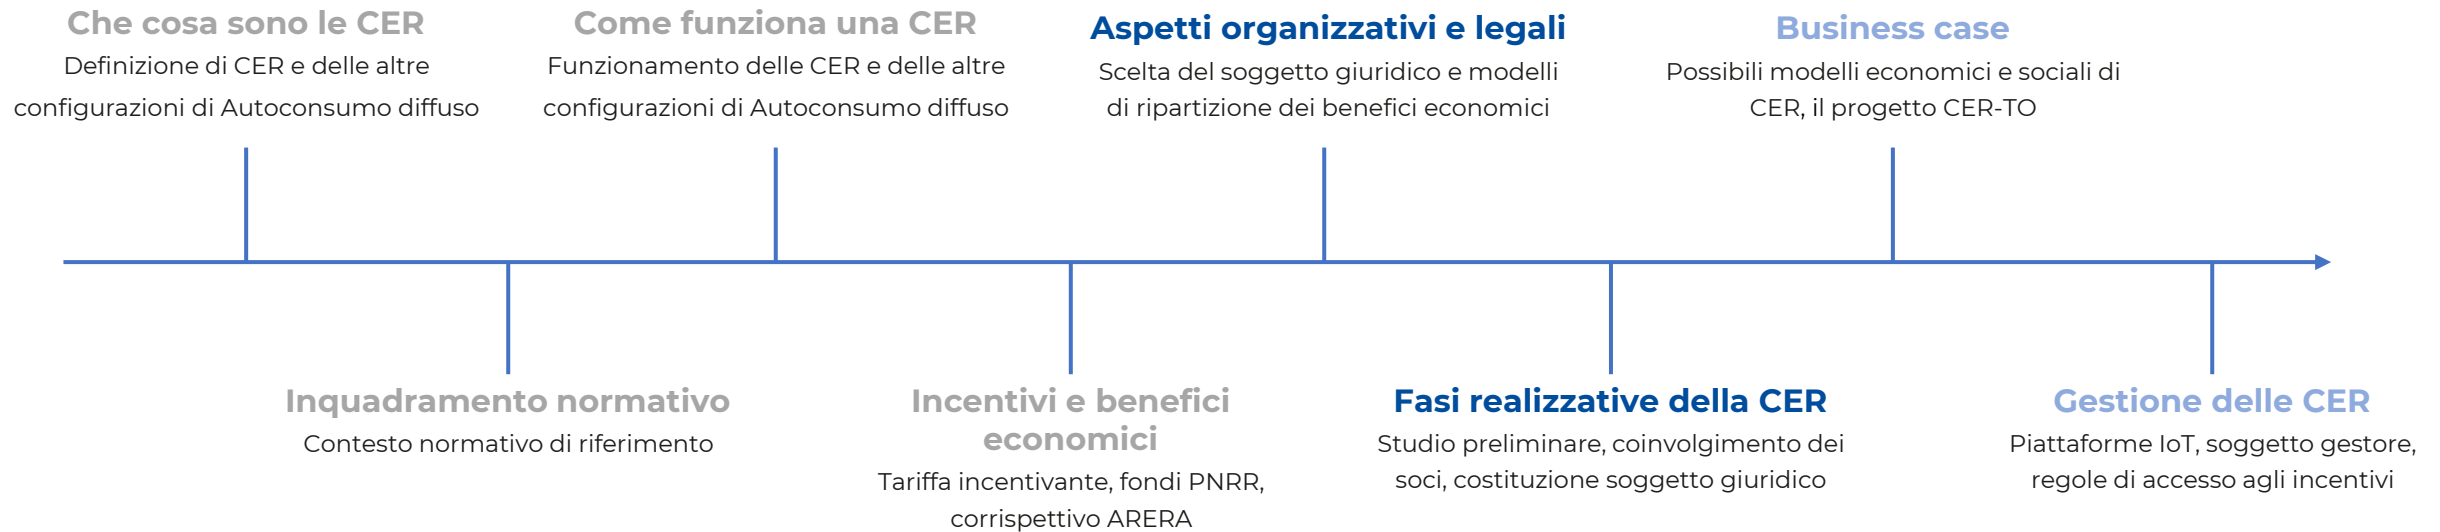 Che cosa sono le CER
Definizione di CER e delle altre
configurazioni di Autoconsumo diffuso
Come funziona una CER
Funzionamento delle CER e delle altre
configurazioni di Autoconsumo diffuso
Aspetti organizzativi e legali
Scelta del soggetto giuridico e modelli
di ripartizione dei benefici economici
Business case
Possibili modelli economici e sociali di
CER, il progetto CER-TO
Inquadramento normativo
Contesto normativo di riferimento
Incentivi e benefici
economici
Tariffa incentivante, fondi PNRR,
corrispettivo ARERA
Fasi realizzative della CER
Studio preliminare, coinvolgimento dei
soci, costituzione soggetto giuridico
Gestione delle CER
Piattaforme IoT, soggetto gestore,
regole di accesso agli incentivi